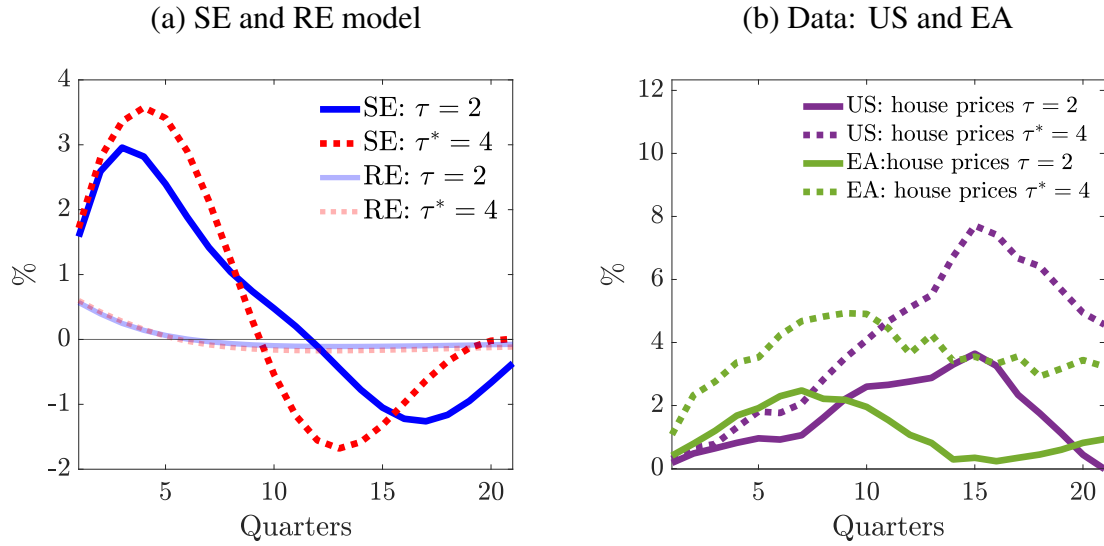 (a) SE and RE model
4
3
2
1
0
-1
-2
%
5
10
15
20
Quarters
SE: τ = 2
SE: τ* = 4
RE: τ = 2
RE: τ* = 4
(b) Data: US and EA
12
10
8
6
4
2
0
%
5
10
15
20
Quarters
US: house prices τ = 2
US: house prices τ* = 4
EA:house prices τ = 2
EA: house prices τ* = 4